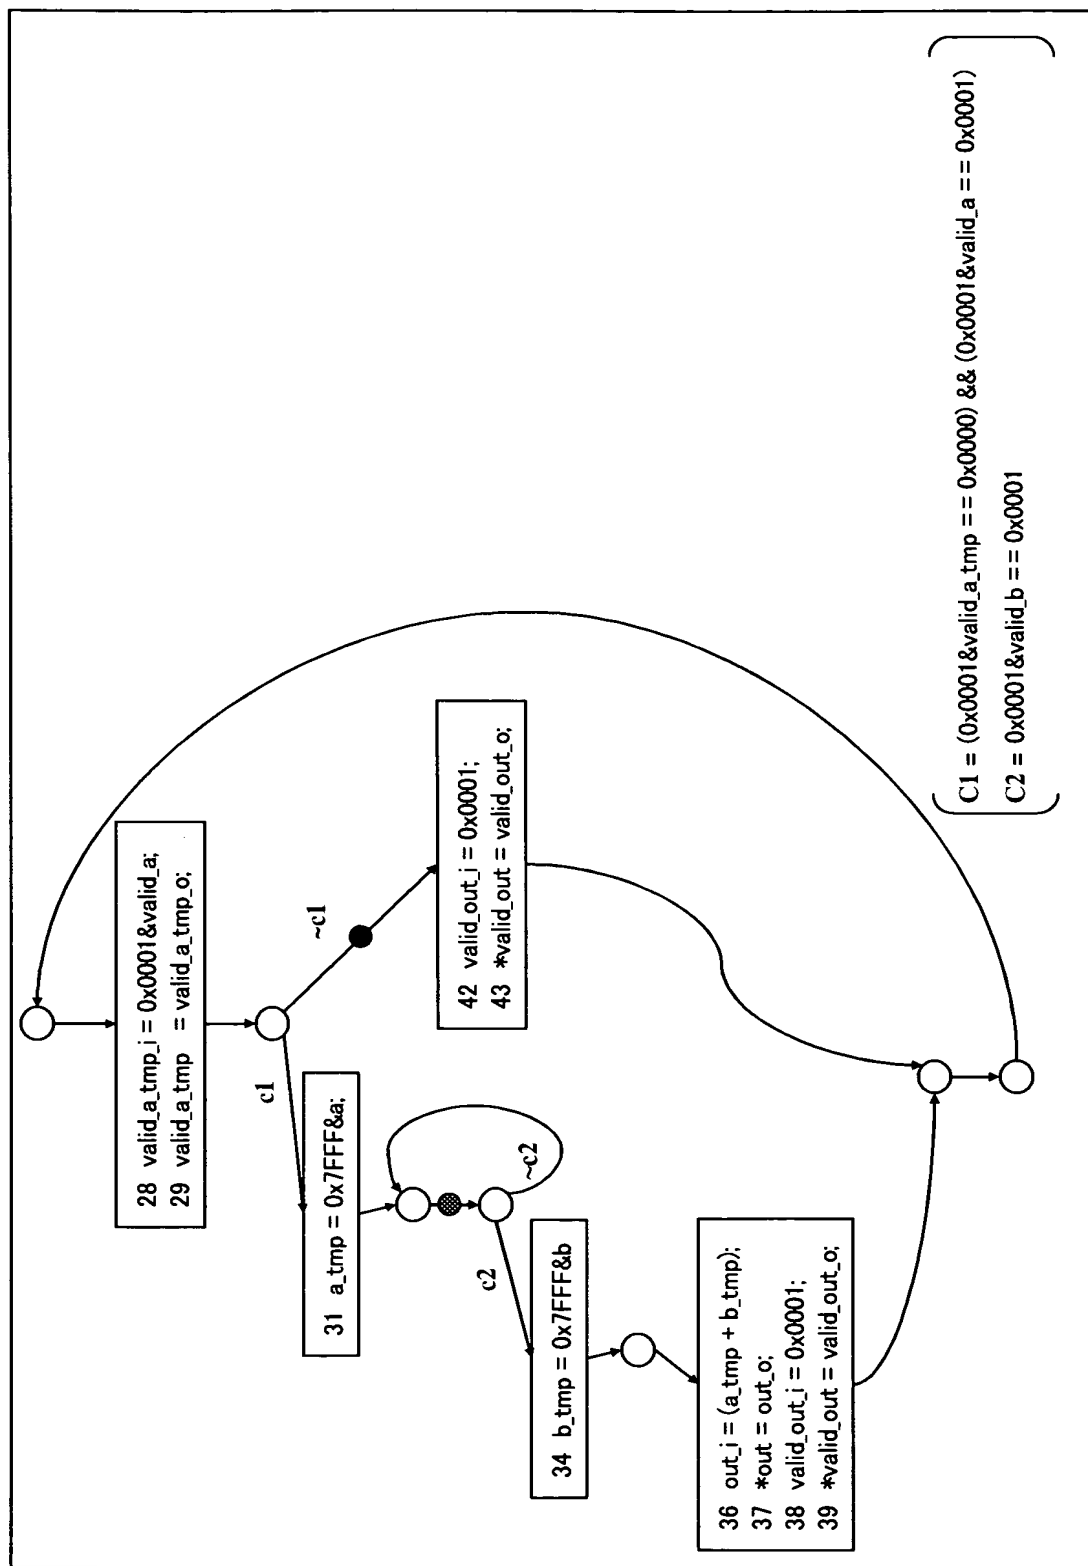 28 valid_a_tmp_i = 0x0001&valid_a;
29 valid_a_tmp = valid_a_tmp_o;
c1
~c1
31 a_tmp = 0x7FFF&a;
42 valid_out_i = 0x0001;
43 *valid_out = valid_out_o;
c2
~c2
34 b_tmp = 0x7FFF&b
36 out_i = (a_tmp + b_tmp);
37 *out = out_o;
38 valid_out_i = 0x0001;
39 *valid_out = valid_out_o;
C1 = (0x0001&valid_a_tmp == 0x0000) && (0x0001&valid_a == 0x0001)
C2 = 0x0001&valid_b == 0x0001